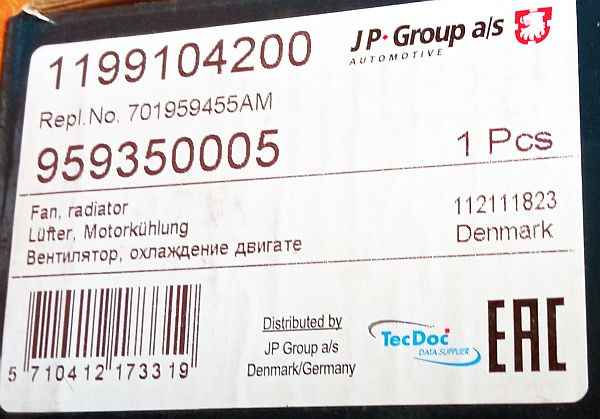 1199104200
JP Group a/s
AUTOMOTIVE
Repl.No. 701959455AM
959350005
1 Pcs
Fan, radiator
Lüfter, Motorkühlung
Вентилятор, охлаждение двигате
112111823
Denmark
5 710412 173319
Distributed by
JP Group a/s
Denmark/Germany
TecDoc
DATA SUPPLIER
EAC